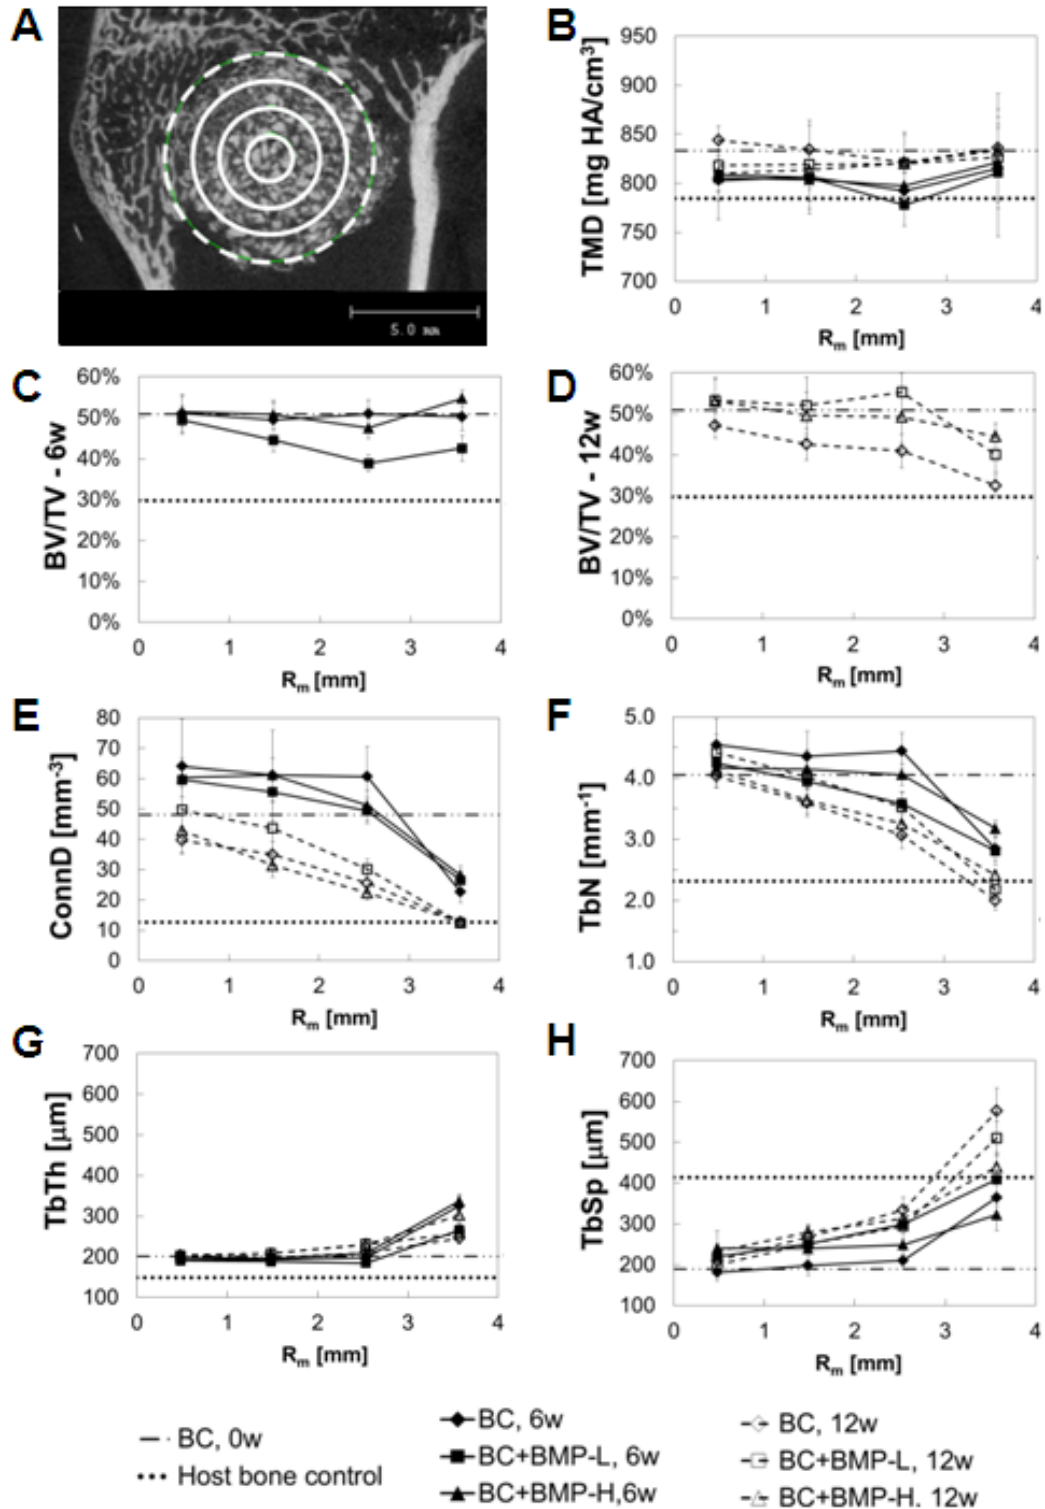 A
5.0 mm
B
TMD [mg HA/cm³]
950
900
850
800
750
700
0 1 2 3 4
Rₘ [mm]
C
BV/TV - 6w
60%
50%
40%
30%
20%
10%
0%
0 1 2 3 4
Rₘ [mm]
D
BV/TV - 12w
60%
50%
40%
30%
20%
10%
0%
0 1 2 3 4
Rₘ [mm]
E
ConnD [mm⁻³]
80
70
60
50
40
30
20
10
0
0 1 2 3 4
Rₘ [mm]
F
TbN [mm⁻¹]
5.0
4.0
3.0
2.0
1.0
0 1 2 3 4
Rₘ [mm]
G
TbTh [µm]
700
600
500
400
300
200
100
0 1 2 3 4
Rₘ [mm]
H
TbSp [µm]
700
600
500
400
300
200
100
0 1 2 3 4
Rₘ [mm]
BC, 0w
Host bone control
BC, 6w
BC+BMP-L, 6w
BC+BMP-H,6w
BC, 12w
BC+BMP-L, 12w
BC+BMP-H. 12w